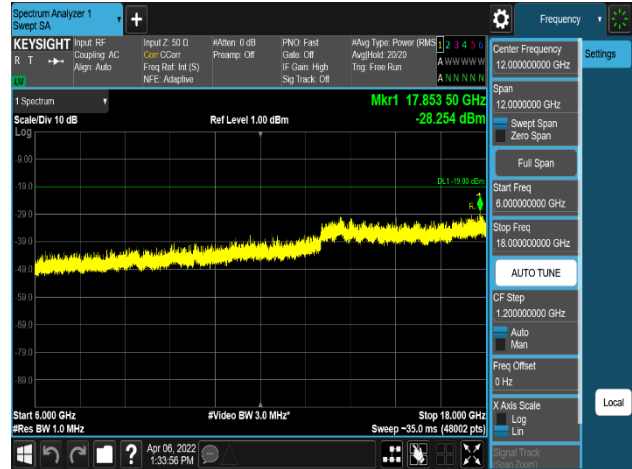 Spectrum Analyzer 1
Swept SA
+
Frequency
KEYSIGHT
R T
Input: RF
Coupling: AC
Align: Auto
Input Z: 50 Ω
Corr CCorr
Freq Ref: Int (S)
NFE: Adaptive
#Atten: 0 dB
Preamp: Off
PNO: Fast
Gate: Off
IF Gain: High
Sig Track: Off
#Avg Type: Power (RMS
Avg|Hold: 20/20
Trig: Free Run
1 2 3 4 5 6
A W W W W W
A N N N N N
1 Spectrum
Scale/Div 10 dB
Ref Level 1.00 dBm
Mkr1 17.853 50 GHz
-28.254 dBm
Log
-9.00
-19.0
-29.0
-39.0
-49.0
-59.0
-69.0
-79.0
-89.0
DL1 -19.00 dBm
1
Start 6.000 GHz
#Res BW 1.0 MHz
#Video BW 3.0 MHz*
Stop 18.000 GHz
Sweep ~35.0 ms (48002 pts)
?
Apr 06, 2022
1:33:56 PM
Center Frequency
12.000000000 GHz
Span
12.0000000 GHz
Swept Span
Zero Span
Full Span
Start Freq
6.000000000 GHz
Stop Freq
18.000000000 GHz
AUTO TUNE
CF Step
1.200000000 GHz
Auto
Man
Freq Offset
0 Hz
X Axis Scale
Log
Lin
Signal Track
(Span Zoom)
Settings
Local